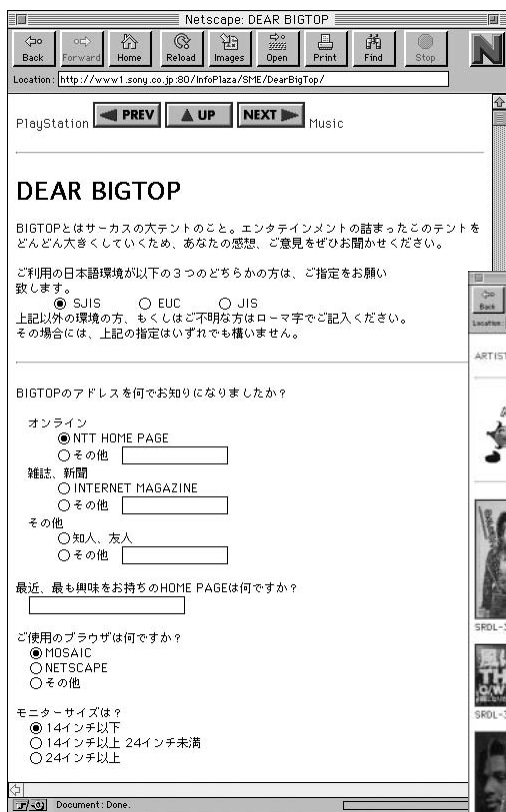 Netscape: DEAR BIGTOP
Back Forward Home Reload Images Open Print Find Stop N
Location: http://www1.sony.co.jp:80/InfoPlaza/SME/DearBigTop/
PlayStation PREV UP NEXT Music
DEAR BIGTOP
BIGTOPとはサーカスの大テントのこと。エンタテインメントの詰まったこのテントを
どんどん大きくしていくため、あなたの感想、ご意見をぜひお聞かせください。
ご利用の日本語環境が以下の3つのどちらかの方は、ご指定をお願い
致します。
SJIS EUC JIS
上記以外の環境の方、もしくはご不明な方はローマ字でご記入ください。
その場合には、上記の指定はいずれでも構いません。
BIGTOPのアドレスを何でお知りになりましたか?
オンライン
NTT HOME PAGE
その他
雑誌、新聞
INTERNET MAGAZINE
その他
その他
知人、友人
その他
最近、最も興味をお持ちのHOME PAGEは何ですか?
ご使用のブラウザは何ですか?
MOSAIC
NETSCAPE
その他
モニターサイズは?
14インチ以下
14インチ以上 24インチ未満
24インチ以上
Document: Done.
Back
Location:
ARTIST
SRDL-
SRDL-